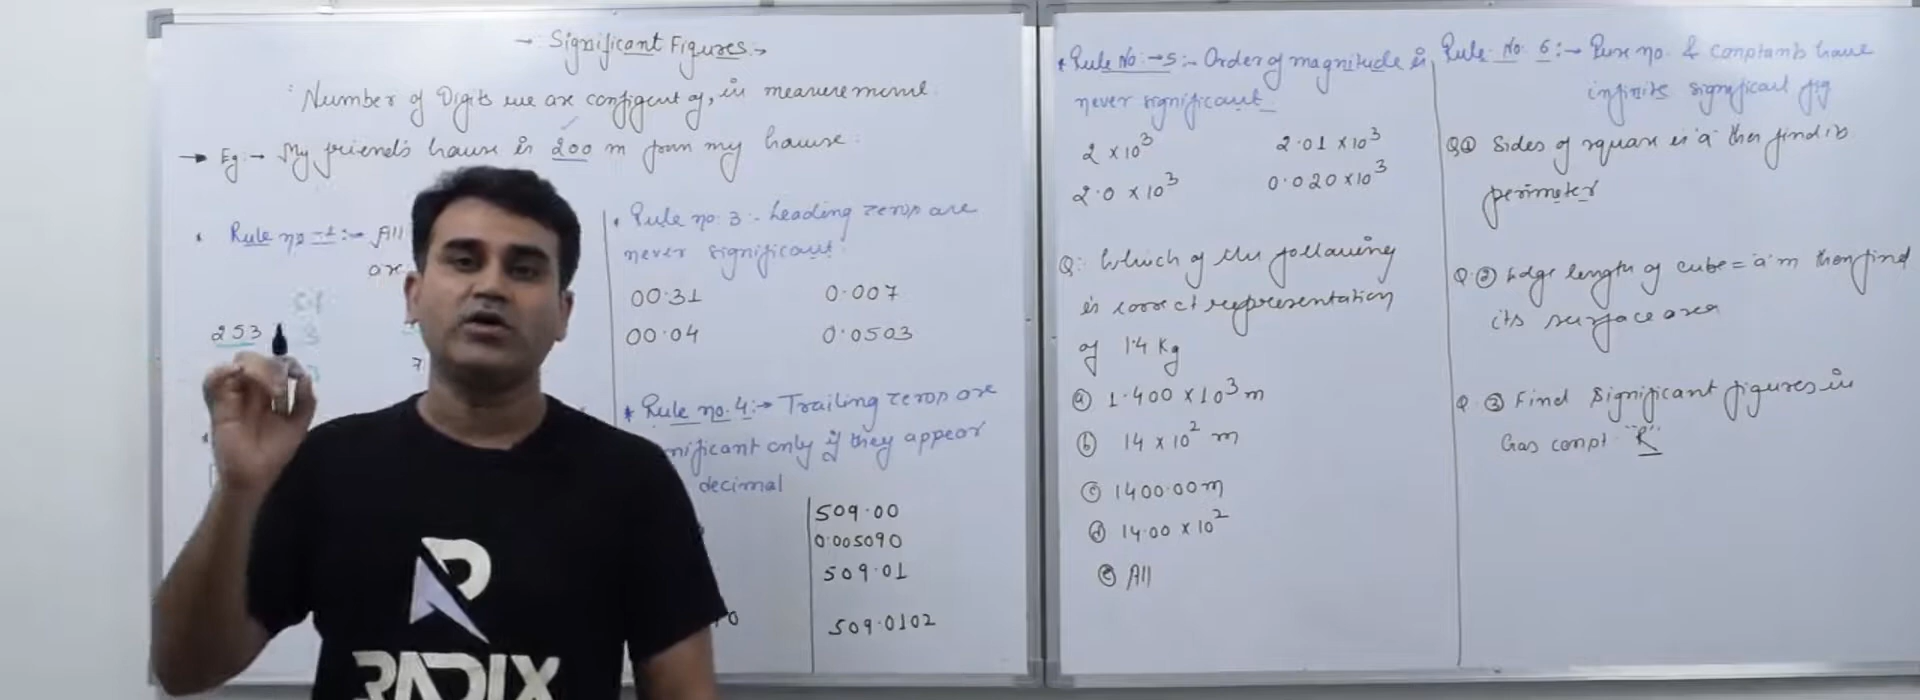 → Significant Figures →
Number of Digits we are confident of, in measurement
→ Eg → My friend's house is 200 m from my house.
• Rule no-1:→ All
are
C.f
253
7
• Rule no. 3:- Leading zeros are
never significant.
00.31 0.007
00.04 0.0503
* Rule no. 4:→ Trailing zeros are
nificant only if they appear
decimal
509.00
0.005090
509.01
509.0102
* Rule No:→5:- Order of magnitude is
never significant
2 × 10³ 2.01 × 10³
2.0 × 10³ 0.020 × 10³
Q: Which of the following
is correct representation
of 1.4 Kg
ⓐ 1.400 × 10³ m
ⓑ 14 × 10² m
ⓒ 1400.00 m
ⓓ 14.00 × 10²
ⓔ All
Rule No. 6:→ Pure no. & constants have
infinite significant fig
Q① Sides of square is 'a' then find its
perimeter
Q.② Edge length of cube = 'a' m then find
its surface area
Q.③ Find Significant figures in
Gas const. "R"
RADIX